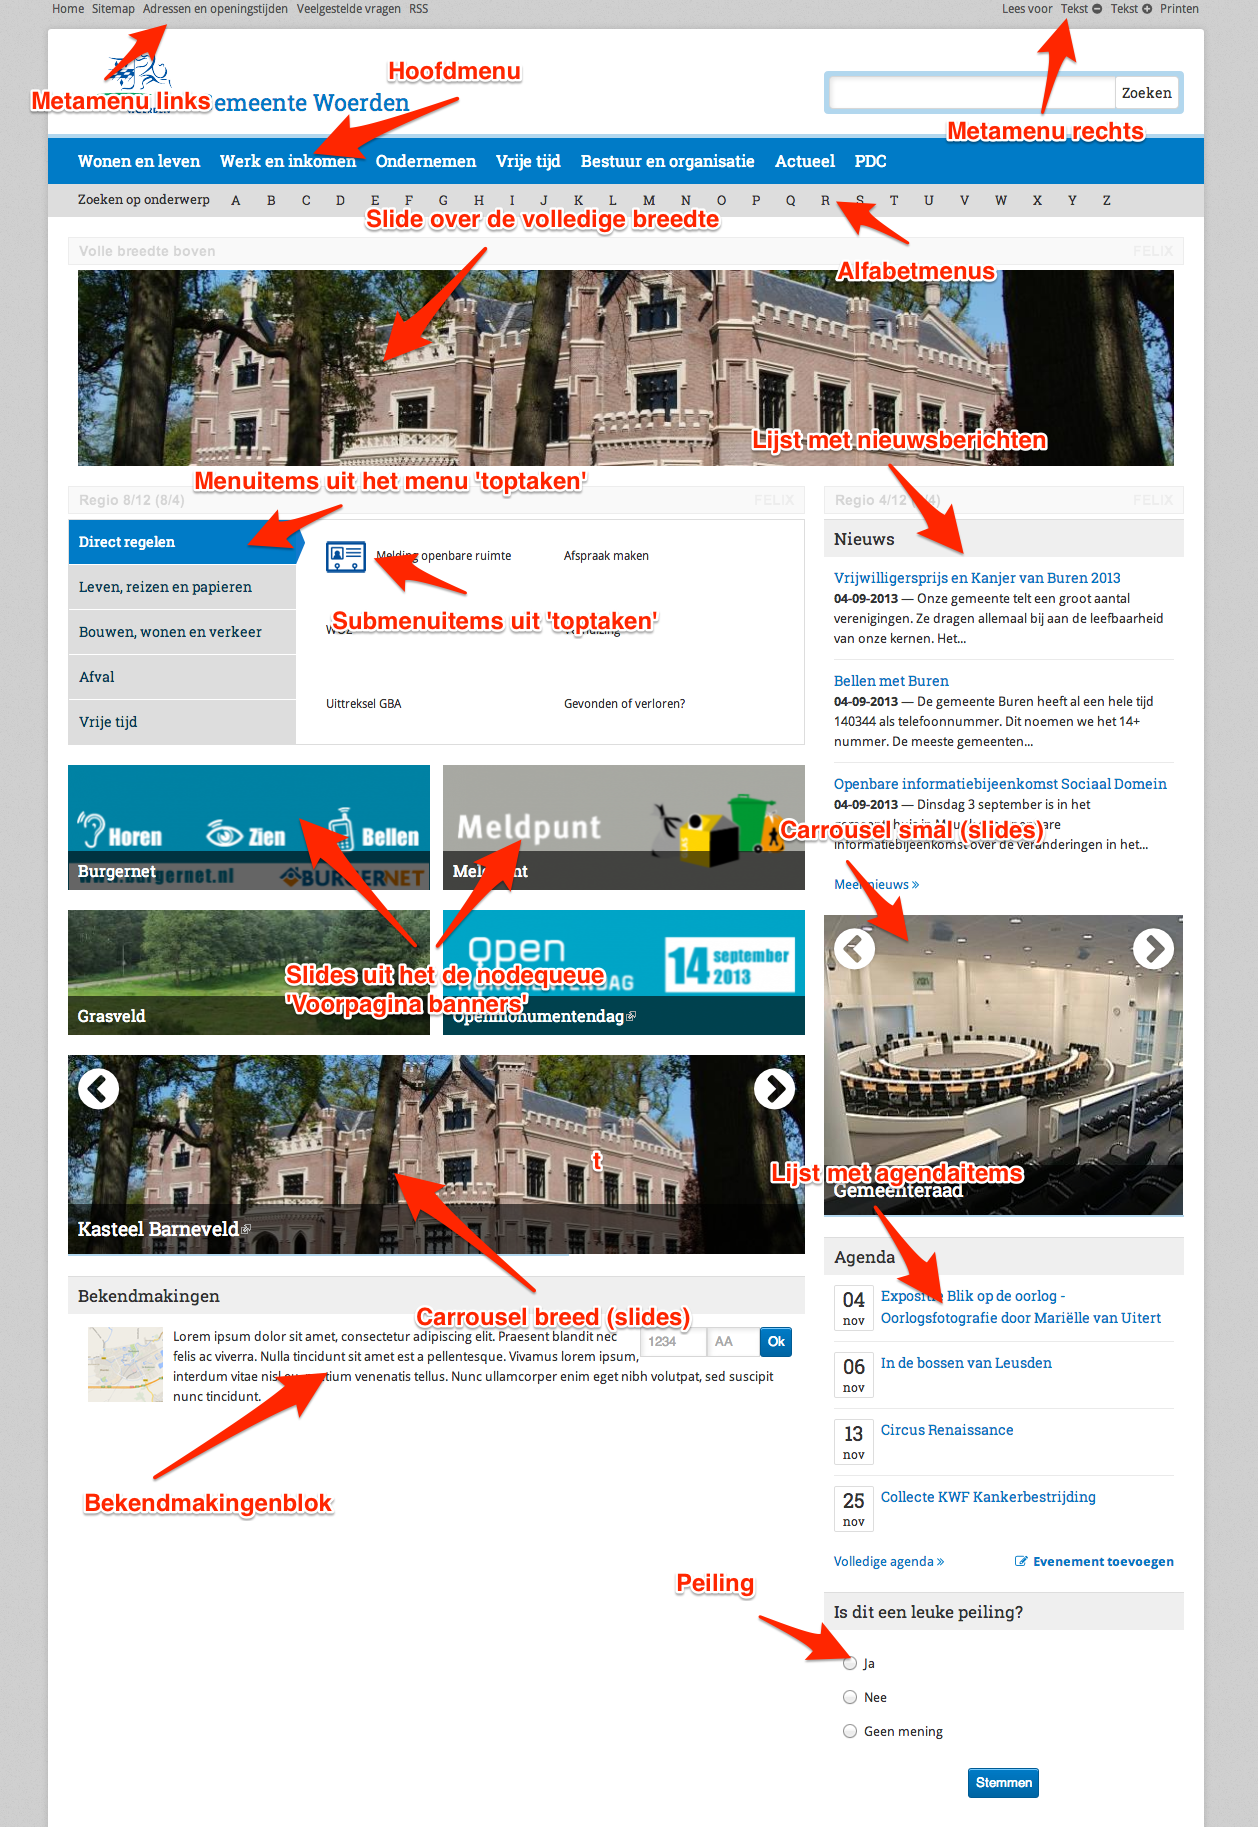 Home Sitemap Adressen en openingstijden Veelgestelde vragen RSS
Lees voor Tekst Tekst Printen
Metamenu links
Hoofdmenu
emeente Woerden
Zoeken
Metamenu rechts
Wonen en leven Werk en inkomen Ondernemen Vrije tijd Bestuur en organisatie Actueel PDC
Zoeken op onderwerp A B C D E F G H I J K L M N O P Q R S T U V W X Y Z
Slide over de volledige breedte
Alfabetmenus
Volle breedte boven FELIX
Lijst met nieuwsberichten
Menuitems uit het menu 'toptaken'
Regio 8/12 (8/4) FELIX
Direct regelen
Leven, reizen en papieren
Bouwen, wonen en verkeer
Afval
Vrije tijd
Melding openbare ruimte
Afspraak maken
Submenuitems uit 'toptaken'
Uittreksel GBA
Gevonden of verloren?
Horen Zien Bellen
Burgernet
www.burgernet.nl BURGERNET
Meldpunt
Slides uit het de nodequeue
'Voorpagina banners'
Grasveld
Open
14 september
2013
Openmonumentendag
t
Kasteel Barneveld
Carrousel breed (slides)
Bekendmakingen
Lorem ipsum dolor sit amet, consectetur adipiscing elit. Praesent blandit nec
1234 AA Ok
felis ac viverra. Nulla tincidunt sit amet est a pellentesque. Vivamus lorem ipsum,
interdum vitae nisl venenatis tellus. Nunc ullamcorper enim eget nibh volutpat, sed suscipit
nunc tincidunt.
Bekendmakingenblok
Regio 4/12 FELIX
Nieuws
Vrijwilligersprijs en Kanjer van Buren 2013
04-09-2013 — Onze gemeente telt een groot aantal
verenigingen. Ze dragen allemaal bij aan de leefbaarheid
van onze kernen. Het...
Bellen met Buren
04-09-2013 — De gemeente Buren heeft al een hele tijd
140344 als telefoonnummer. Dit noemen we het 14+
nummer. De meeste gemeenten...
Openbare informatiebijeenkomst Sociaal Domein
04-09-2013 — Dinsdag 3 september is in het
Carrousel smal (slides)
informatiebijeenkomst over de veranderingen in het...
Meer nieuws »
Lijst met agendaitems
Gemeenteraad
Agenda
04 nov Expositie Blik op de oorlog -
Oorlogsfotografie door Mariëlle van Uitert
06 nov In de bossen van Leusden
13 nov Circus Renaissance
25 nov Collecte KWF Kankerbestrijding
Volledige agenda » Evenement toevoegen
Peiling
Is dit een leuke peiling?
Ja
Nee
Geen mening
Stemmen